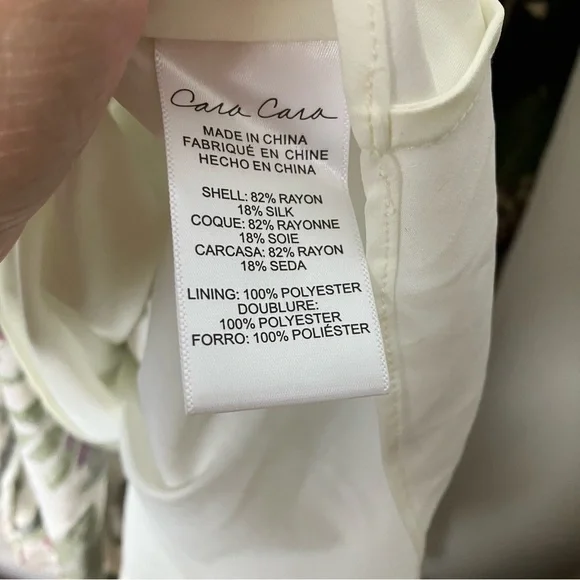 Cara Cara
MADE IN CHINA
FABRIQUÉ EN CHINE
HECHO EN CHINA
SHELL: 82% RAYON
18% SILK
COQUE: 82% RAYONNE
18% SOIE
CARCASA: 82% RAYON
18% SEDA
LINING: 100% POLYESTER
DOUBLURE:
100% POLYESTER
FORRO: 100% POLIÉSTER